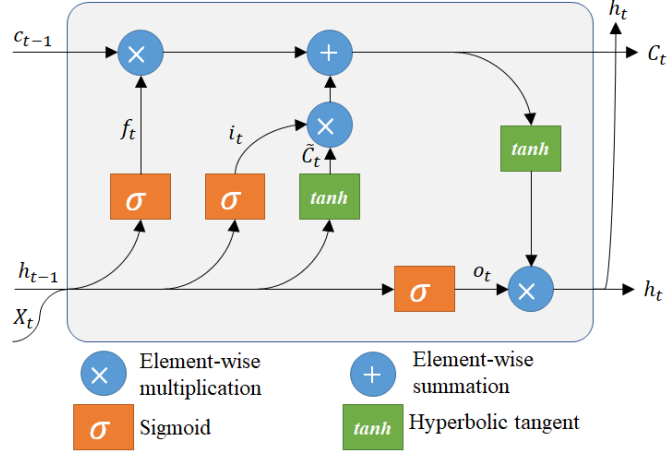 h_t
c_{t-1}
×
+
C_t
f_t
i_t
×
C̃_t
tanh
σ
σ
tanh
h_{t-1}
o_t
X_t
σ
×
h_t
× Element-wise multiplication
+ Element-wise summation
σ Sigmoid
tanh Hyperbolic tangent